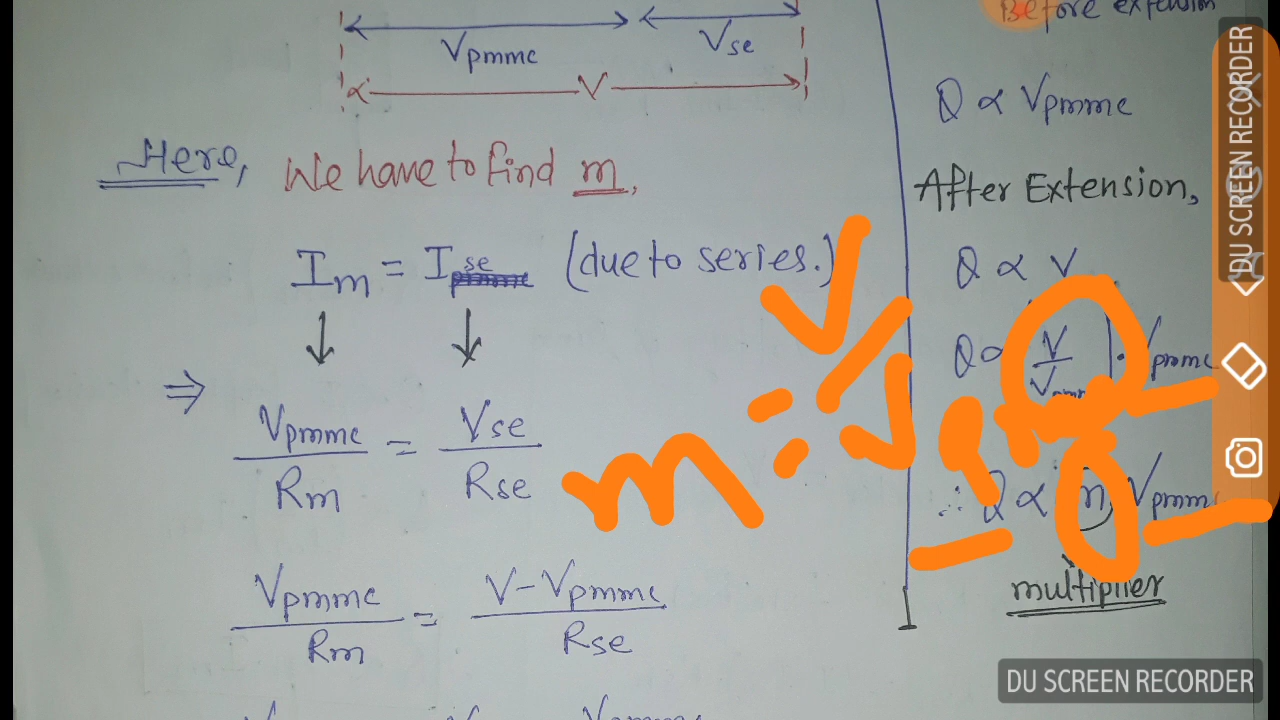 Vpmmc Vse
V
Here, We have to find m,
Im = Ise (due to series.)
⇒ Vpmmc/Rm = Vse/Rse
Vpmmc/Rm = V-Vpmmc/Rse
Before extension
θ ∝ Vpmmc
After Extension,
θ ∝ V
θ ∝ V/Vpmmc · Vpmmc
∴ θ ∝ m Vpmmc
multiplier
m = V/V
DU SCREEN RECORDER
DU SCREEN RECORDER